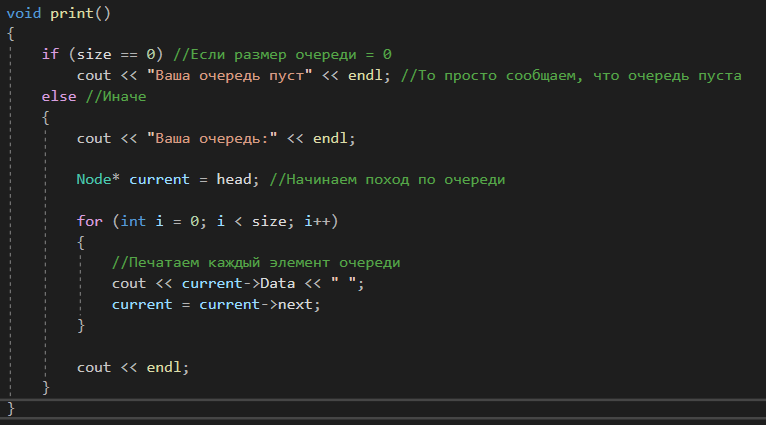 void print()
{
if (size == 0) //Если размер очереди = 0
cout << "Ваша очередь пуст" << endl; //То просто сообщаем, что очередь пуста
else //Иначе
{
cout << "Ваша очередь:" << endl;
Node* current = head; //Начинаем поход по очереди
for (int i = 0; i < size; i++)
{
//Печатаем каждый элемент очереди
cout << current->Data << " ";
current = current->next;
}
cout << endl;
}
}